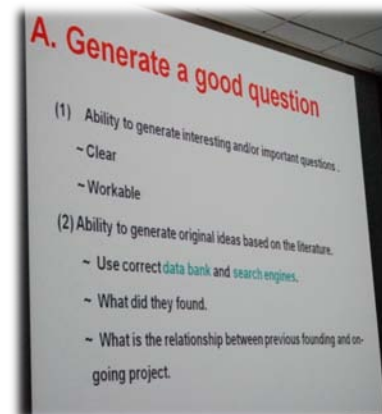 A. Generate a good question
(1) Ability to generate interesting and/or important questions .
~ Clear
~ Workable
(2) Ability to generate original ideas based on the literature.
~ Use correct data bank and search engines.
~ What did they found.
~ What is the relationship between previous founding and on-
going project.